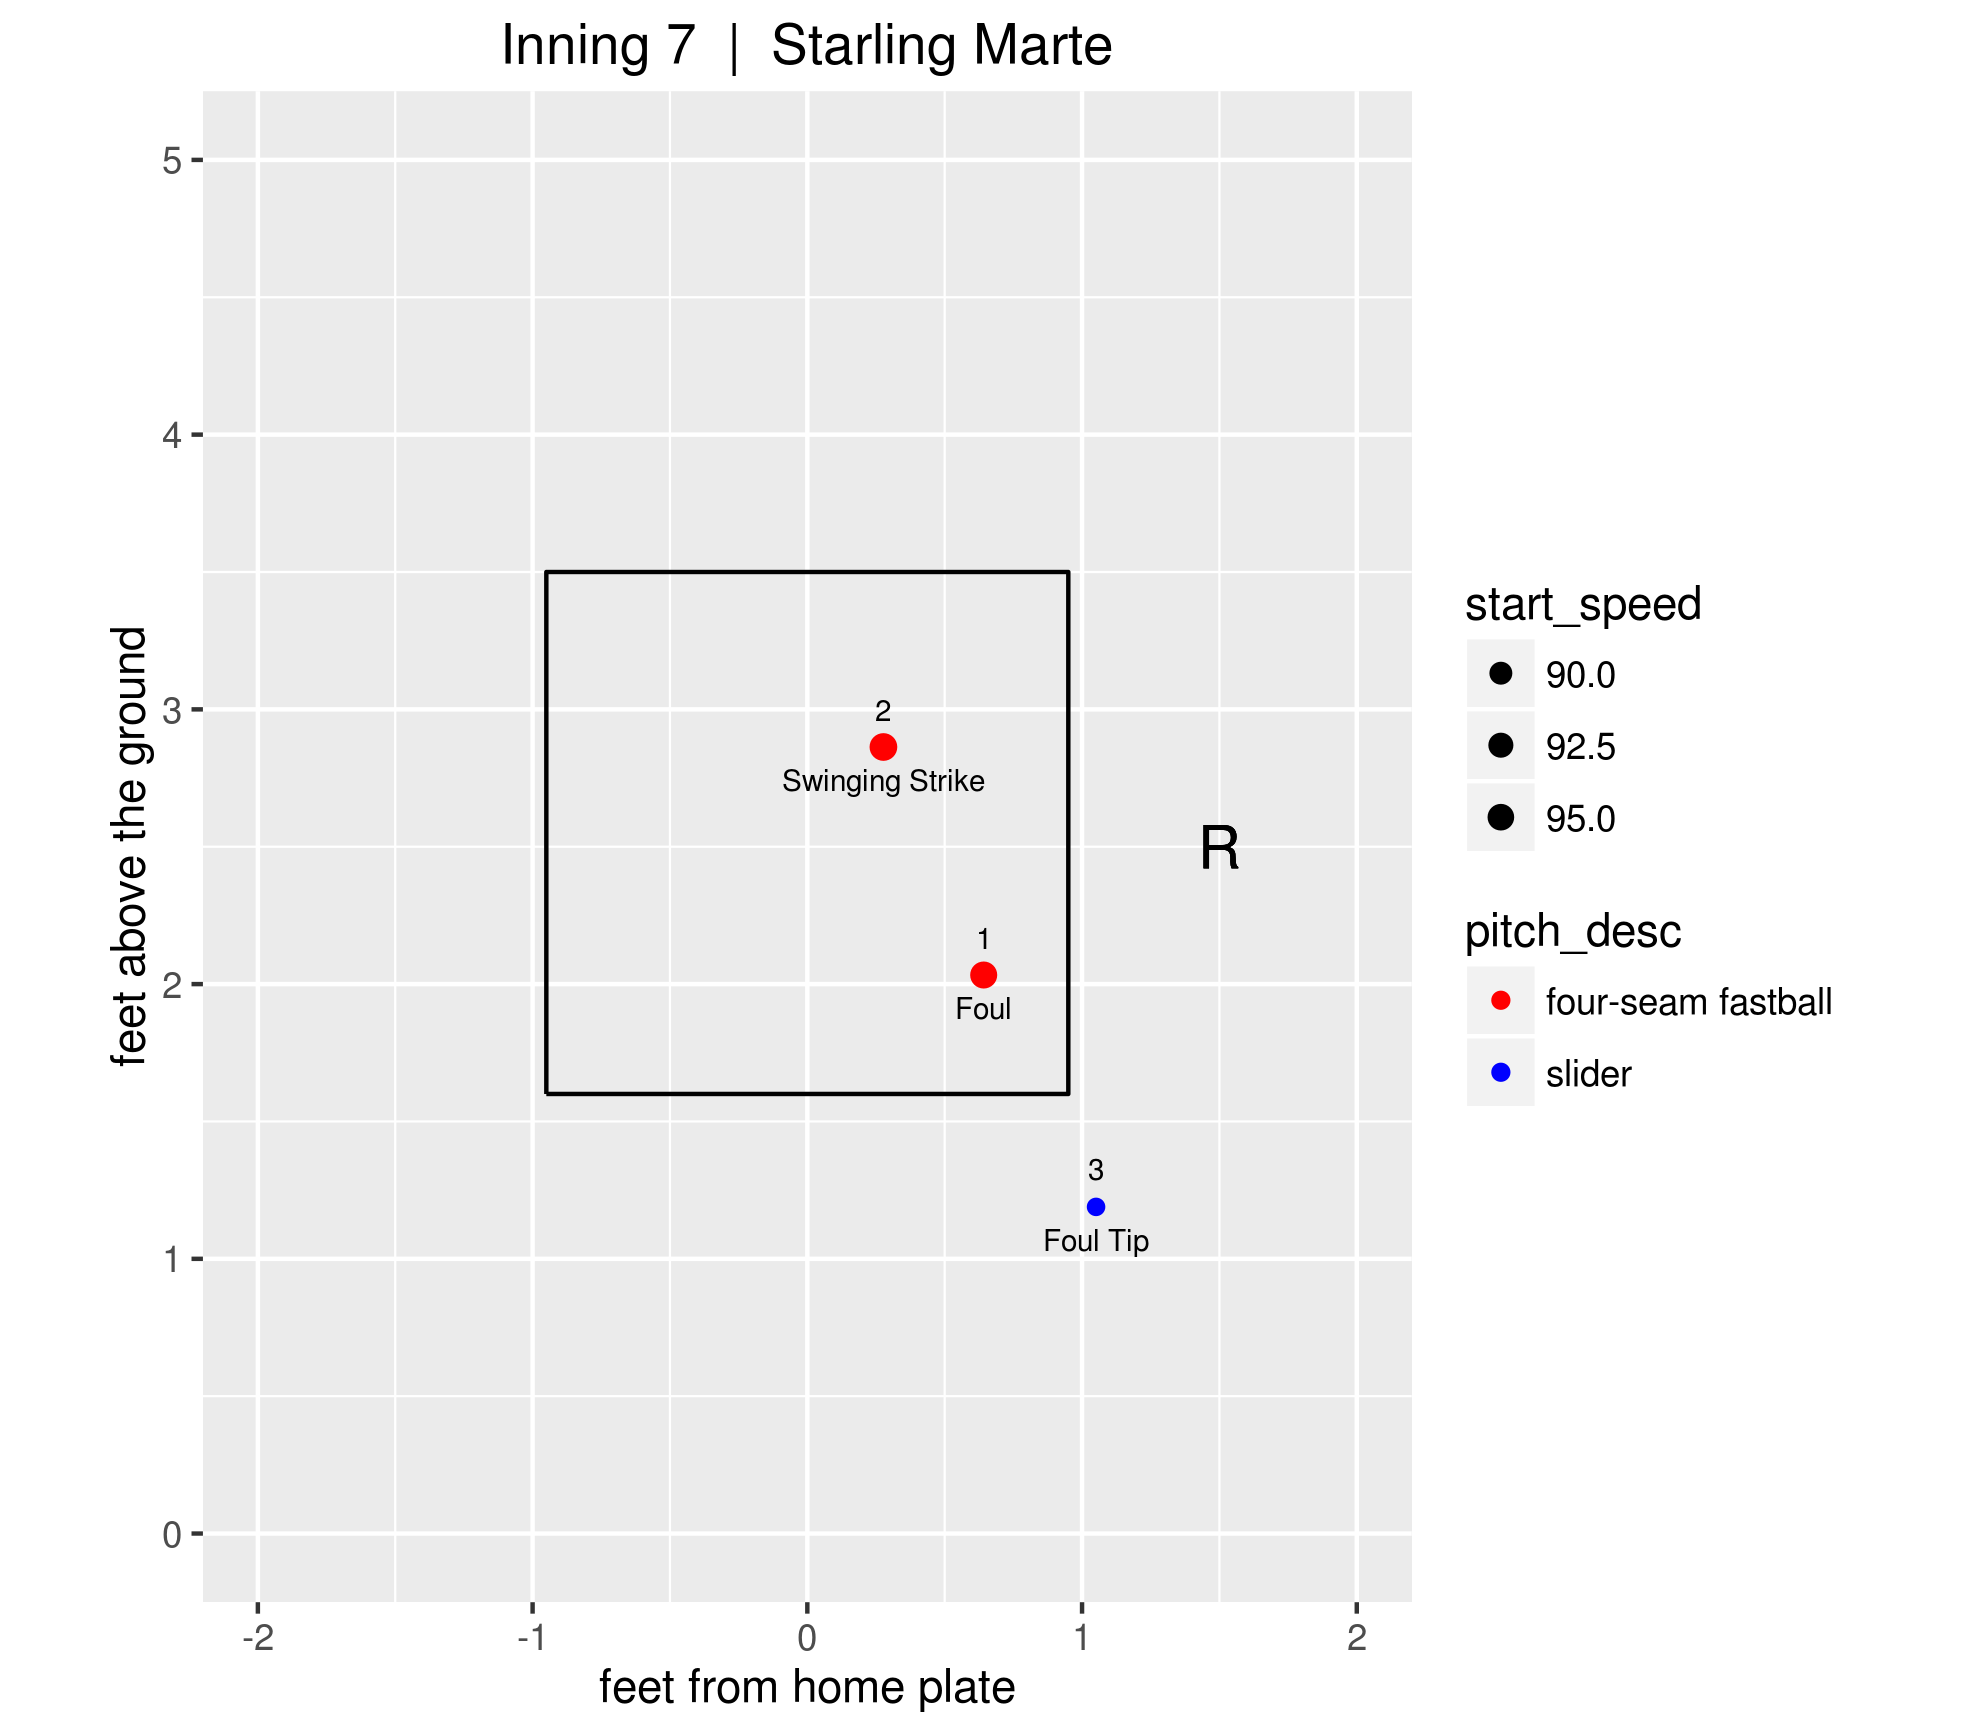 Inning 7 | Starling Marte
feet above the ground
5
4
3
2
1
0
2
Swinging Strike
R
1
Foul
3
Foul Tip
-2 -1 0 1 2
feet from home plate
start_speed
90.0
92.5
95.0
pitch_desc
four-seam fastball
slider